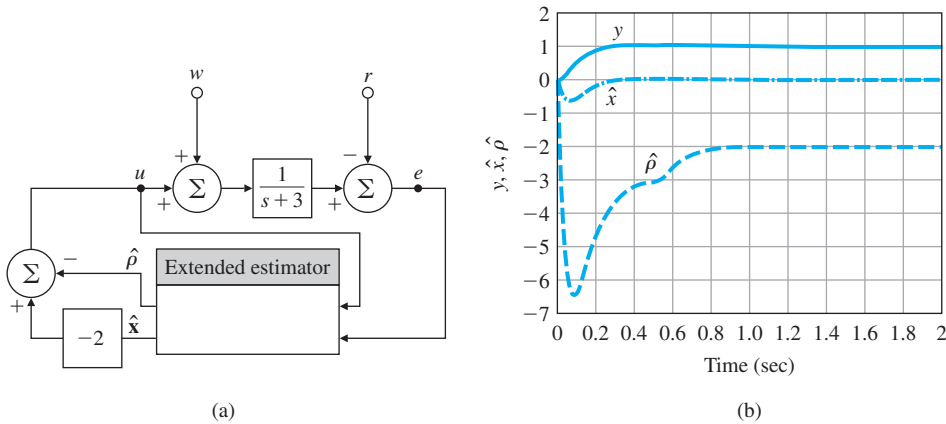 w
r
+
+
Σ
u
1
s + 3
−
+
Σ
e
Σ
−
+
ρ̂
Extended estimator
−2
x̂
(a)
2
1
0
−1
−2
−3
−4
−5
−6
−7
y, x̂, ρ̂
y
x̂
ρ̂
0 0.2 0.4 0.6 0.8 1.0 1.2 1.4 1.6 1.8 2
Time (sec)
(b)